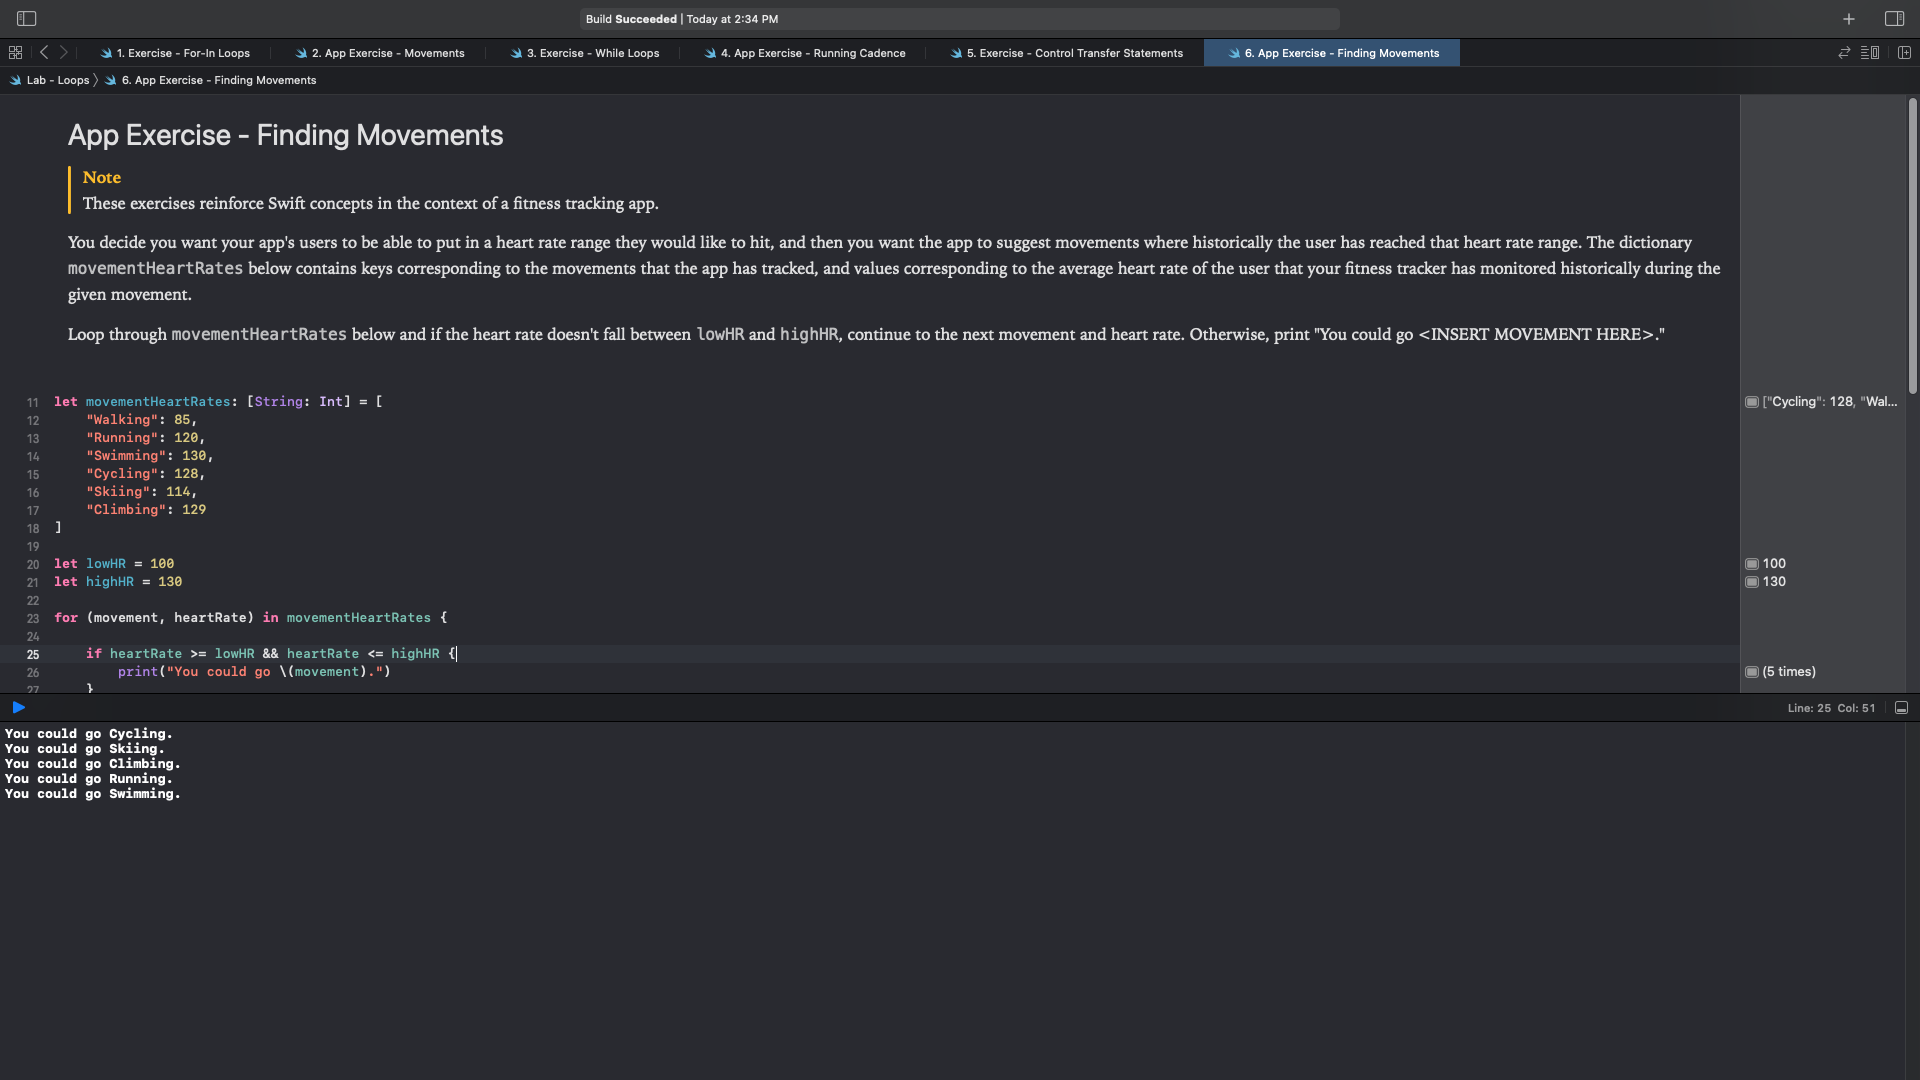 Build Succeeded | Today at 2:34 PM
1. Exercise - For-In Loops
2. App Exercise - Movements
3. Exercise - While Loops
4. App Exercise - Running Cadence
5. Exercise - Control Transfer Statements
6. App Exercise - Finding Movements
Lab - Loops 〉 6. App Exercise - Finding Movements
App Exercise - Finding Movements
Note
These exercises reinforce Swift concepts in the context of a fitness tracking app.
You decide you want your app's users to be able to put in a heart rate range they would like to hit, and then you want the app to suggest movements where historically the user has reached that heart rate range. The dictionary
movementHeartRates below contains keys corresponding to the movements that the app has tracked, and values corresponding to the average heart rate of the user that your fitness tracker has monitored historically during the
given movement.
Loop through movementHeartRates below and if the heart rate doesn't fall between lowHR and highHR, continue to the next movement and heart rate. Otherwise, print "You could go <INSERT MOVEMENT HERE>."
11 let movementHeartRates: [String: Int] = [
["Cycling": 128, "Wal...
12 "Walking": 85,
13 "Running": 120,
14 "Swimming": 130,
15 "Cycling": 128,
16 "Skiing": 114,
17 "Climbing": 129
18 ]
19
20 let lowHR = 100
100
21 let highHR = 130
130
22
23 for (movement, heartRate) in movementHeartRates {
24
25 if heartRate >= lowHR && heartRate <= highHR {
26 print("You could go \(movement).")
(5 times)
27 }
Line: 25 Col: 51
You could go Cycling.
You could go Skiing.
You could go Climbing.
You could go Running.
You could go Swimming.